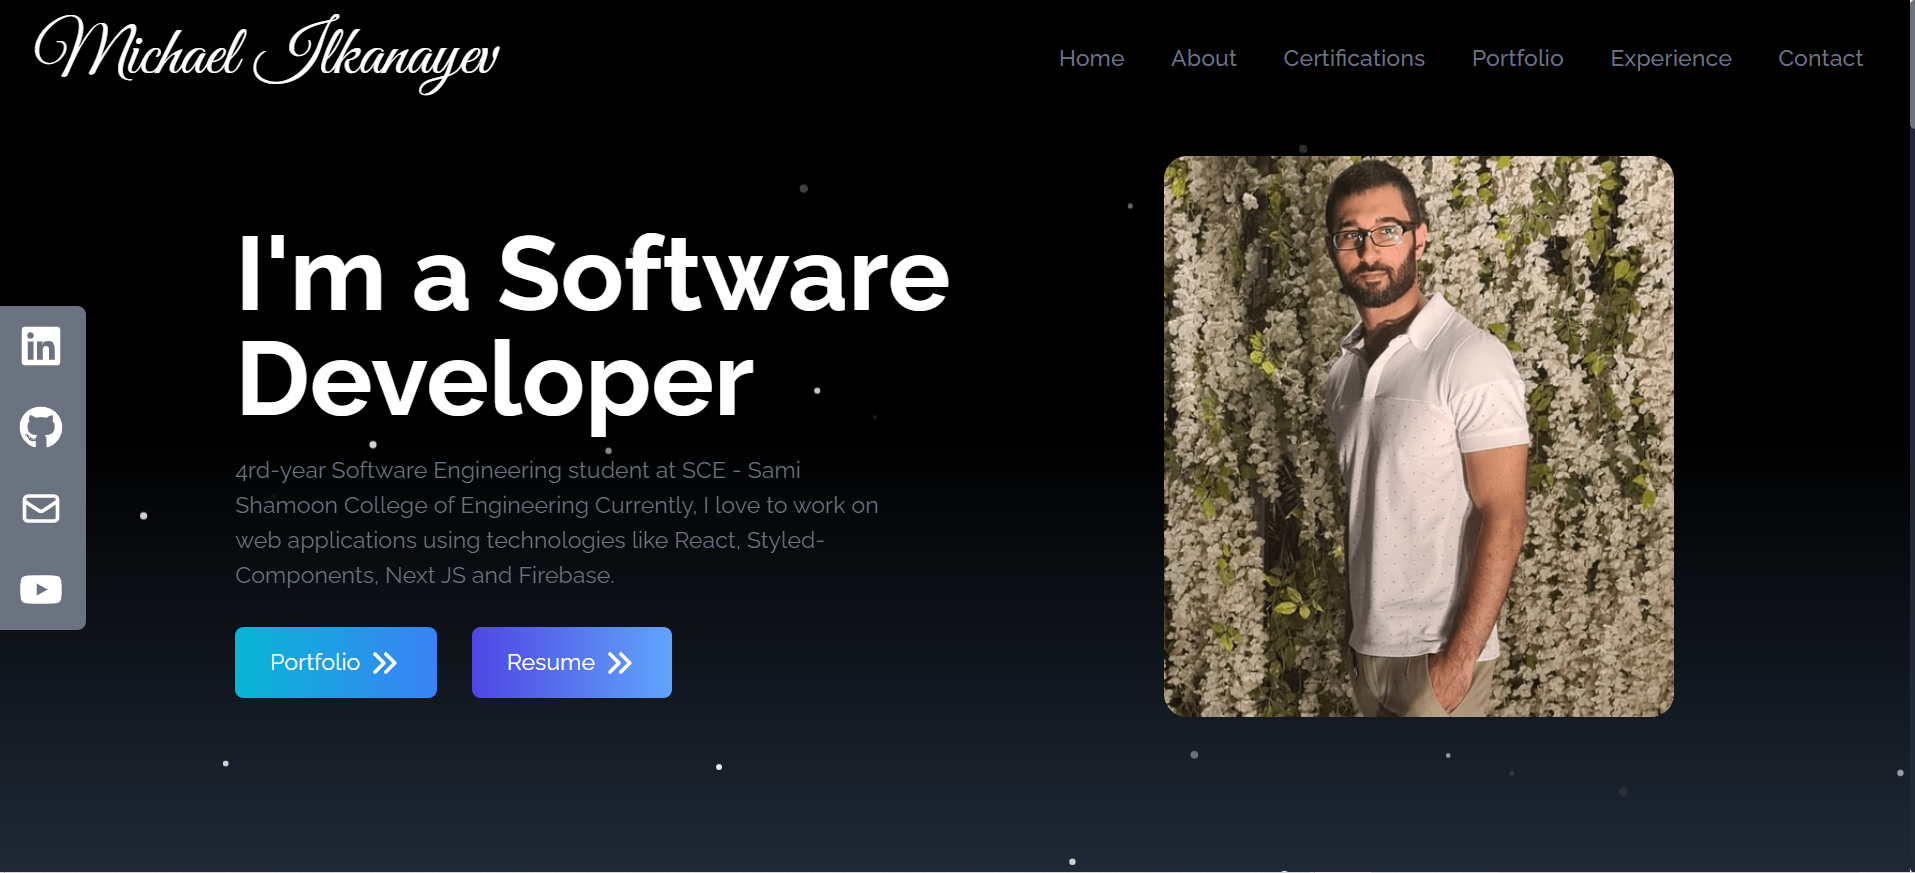 Michael Ilkanayev
Home About Certifications Portfolio Experience Contact
I'm a Software
Developer
4rd-year Software Engineering student at SCE - Sami
Shamoon College of Engineering Currently, I love to work on
web applications using technologies like React, Styled-
Components, Next JS and Firebase.
Portfolio
Resume
in